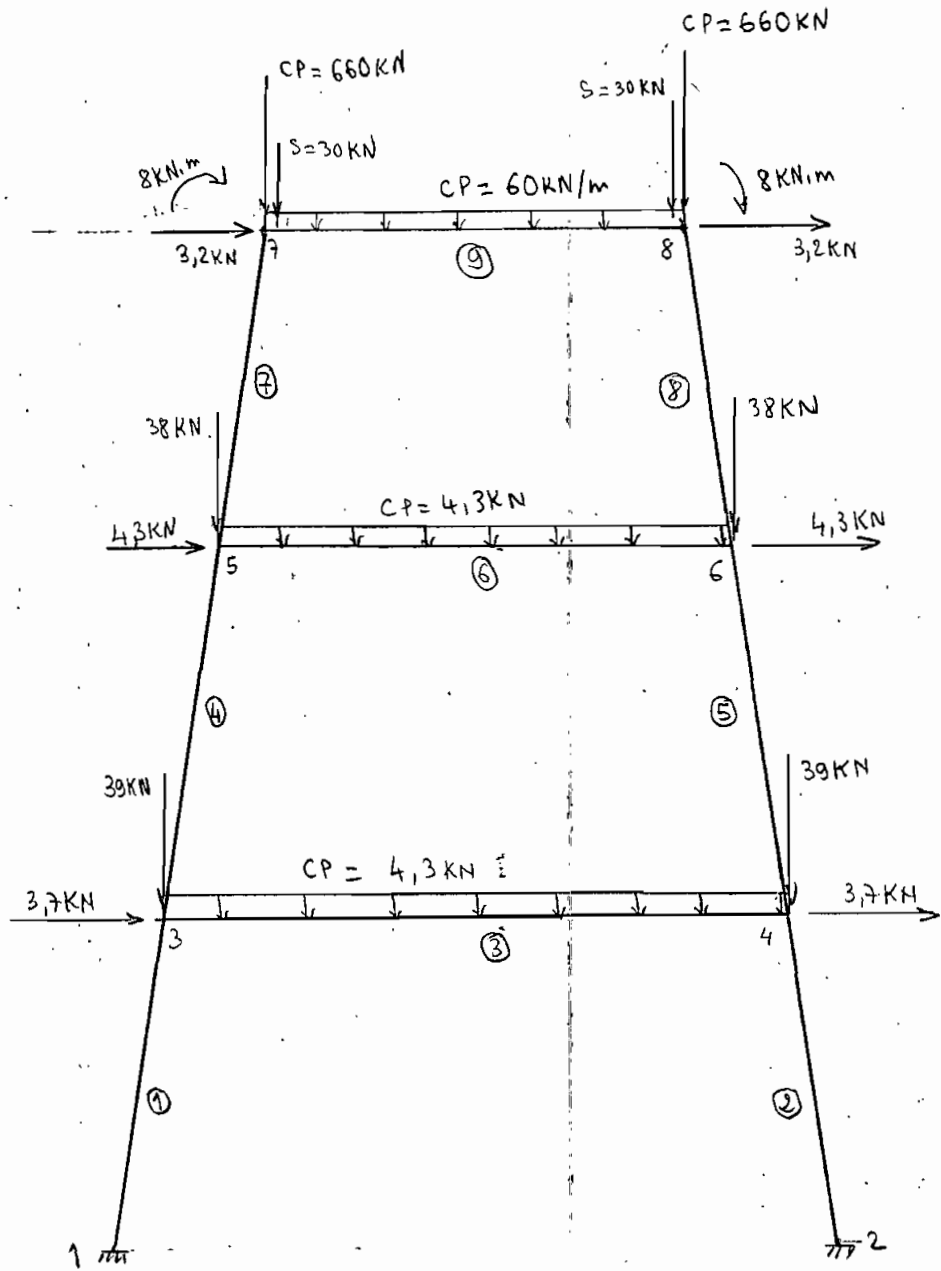 CP = 660KN
CP = 660KN
S = 30KN
S = 30KN
8KN.m
CP = 60KN/m
8KN.m
3,2KN
7
9
8
3,2KN
7
8
38KN
38KN
CP = 4,3KN
4,3KN
4,3KN
5
6
6
4
5
39KN
39KN
CP = 4,3KN
3,7KN
3,7KN
3
3
4
1
2
1
2